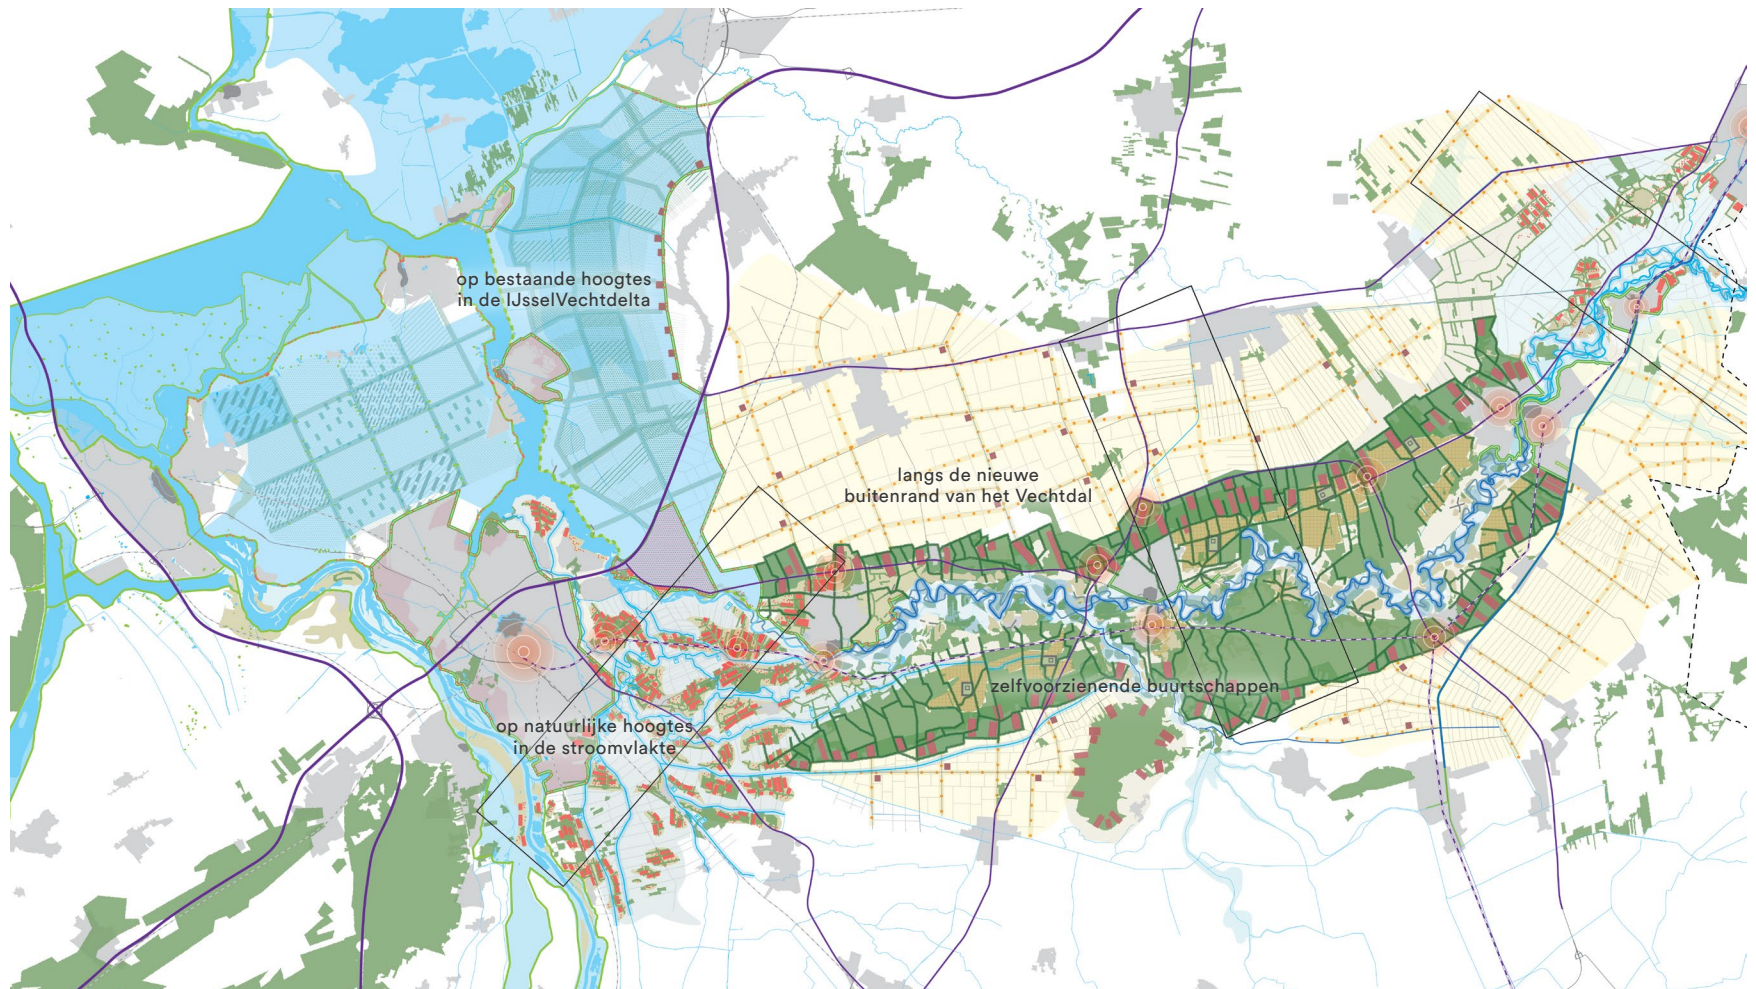 op bestaande hoogtes
in de IJsselVechtdelta
langs de nieuwe
buitenrand van het Vechtdal
zelfvoorzienende buurtschappen
op natuurlijke hoogtes
in de stroomvlakte